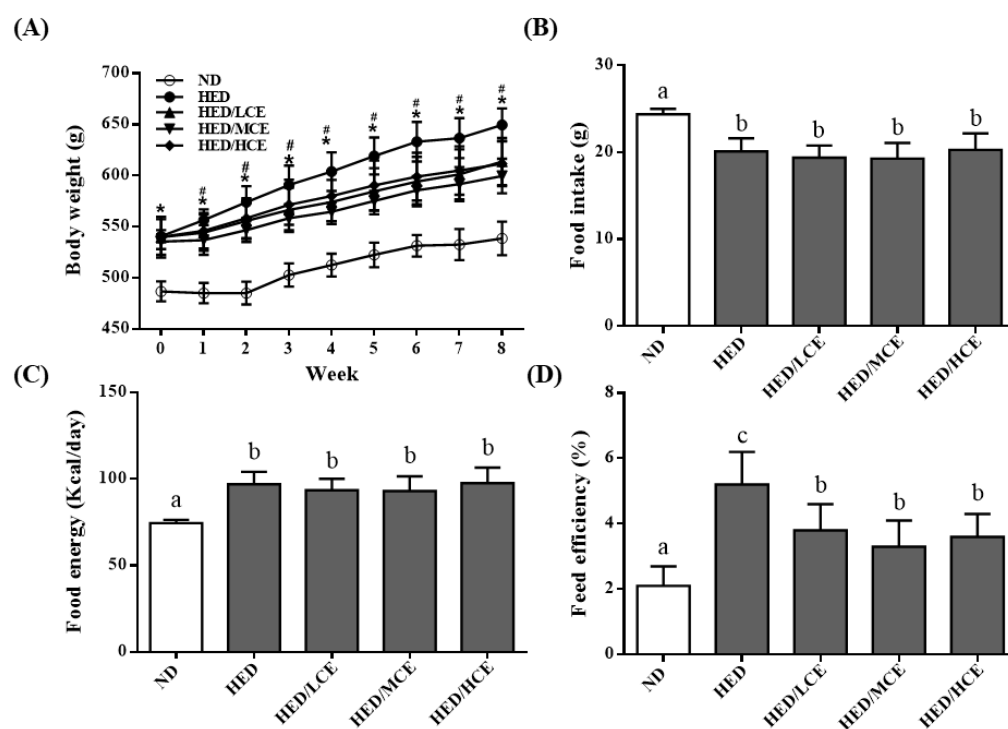 (A)
Body weight (g)
700
650
600
550
500
450
ND
HED
HED/LCE
HED/MCE
HED/HCE
*
#
*
#
*
#
*
#
*
#
*
#
*
#
*
#
*
0 1 2 3 4 5 6 7 8
Week
(B)
Food intake (g)
30
20
10
0
a b b b b
ND HED HED/LCE HED/MCE HED/HCE
(C)
Food energy (Kcal/day)
150
100
50
0
a b b b b
ND HED HED/LCE HED/MCE HED/HCE
(D)
Feed efficiency (%)
8
6
4
2
0
a c b b b
ND HED HED/LCE HED/MCE HED/HCE